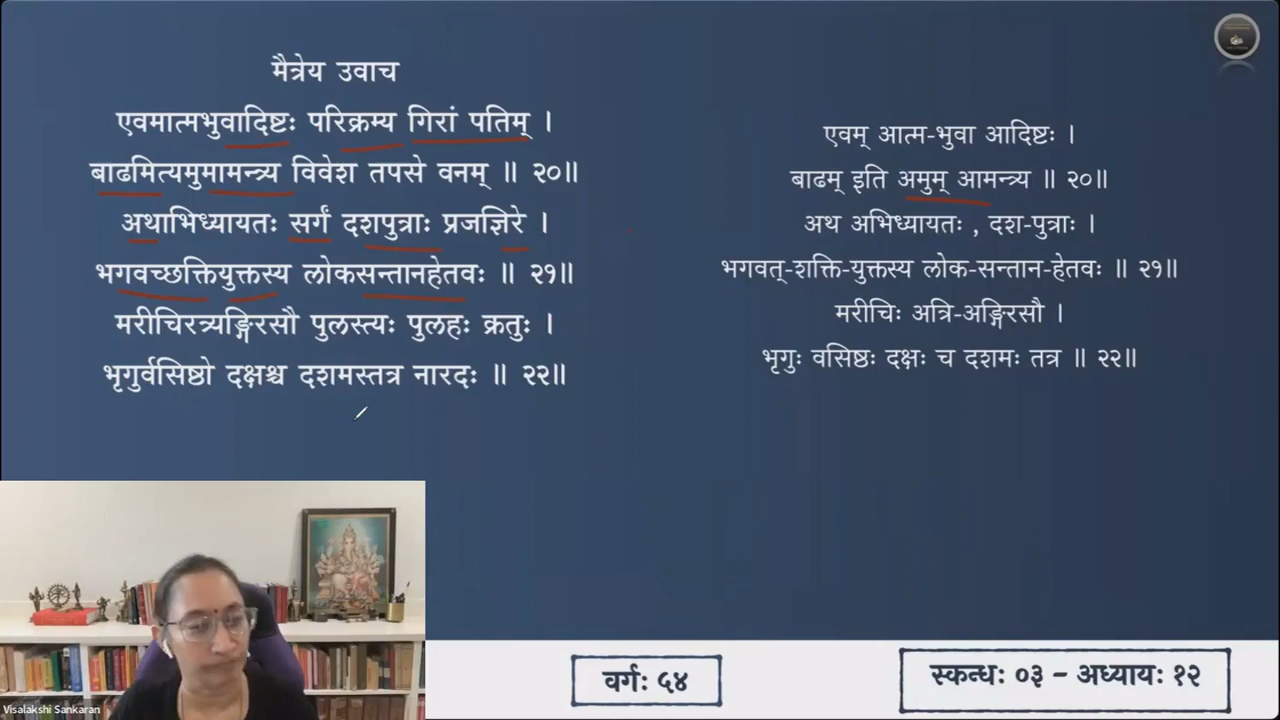 मैत्रेय उवाच
एवमात्मभुवादिष्टः परिक्रम्य गिरां पतिम् ।
बाढमित्यमुमामन्त्र्य विवेश तपसे वनम् ॥ २०॥
अथाभिध्यायतः सर्गं दशपुत्राः प्रजज्ञिरे ।
भगवच्छक्तियुक्तस्य लोकसन्तानहेतवः ॥ २१॥
मरीचिरत्र्यङ्गिरसौ पुलस्त्यः पुलहः क्रतुः ।
भृगुर्वसिष्ठो दक्षश्च दशमस्तत्र नारदः ॥ २२॥
एवम् आत्म-भुवा आदिष्टः ।
बाढम् इति अमुम् आमन्त्र्य ॥ २०॥
अथ अभिध्यायतः , दश-पुत्राः ।
भगवत्-शक्ति-युक्तस्य लोक-सन्तान-हेतवः ॥ २१॥
मरीचिः अत्रि-अङ्गिरसौ ।
भृगुः वसिष्ठः दक्षः च दशमः तत्र ॥ २२॥
Visalakshi Sankaran
वर्गः ५४
स्कन्धः ०३ - अध्यायः १२